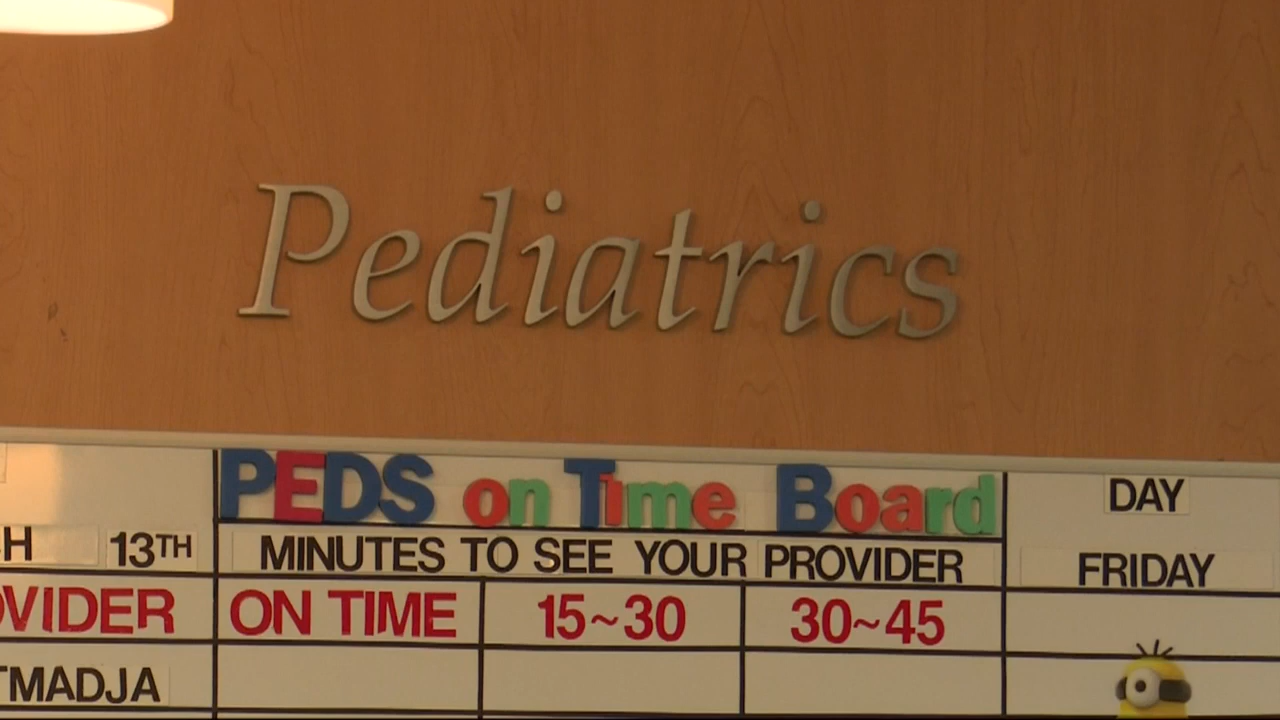 Pediatrics
PEDS on Time Board
DAY
13TH
MINUTES TO SEE YOUR PROVIDER
FRIDAY
ON TIME
15~30
30~45